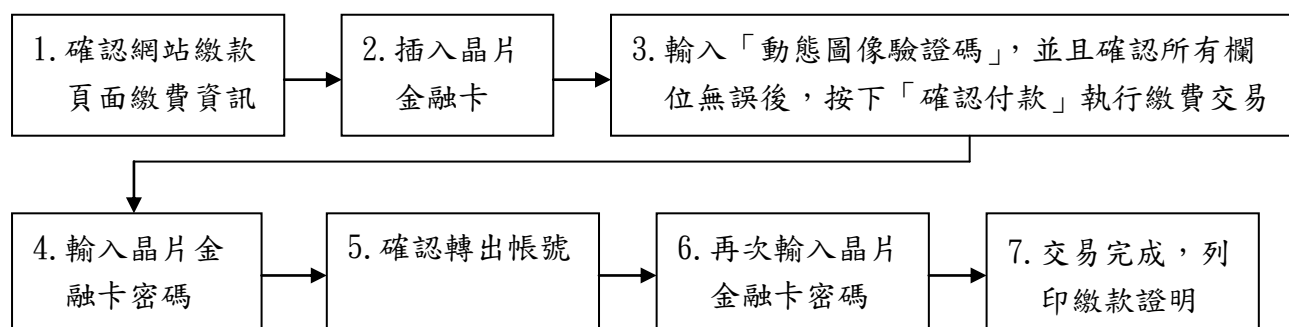 1.確認網站繳款
頁面繳費資訊
2.插入晶片
金融卡
3.輸入「動態圖像驗證碼」,並且確認所有欄
位無誤後,按下「確認付款」執行繳費交易
4.輸入晶片金
融卡密碼
5.確認轉出帳號
6.再次輸入晶片
金融卡密碼
7.交易完成,列
印繳款證明